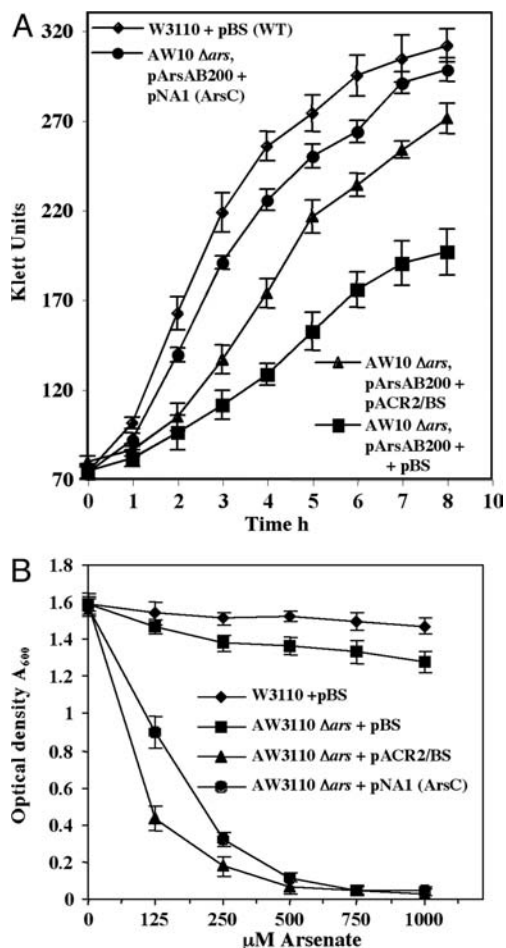 A
320
270
220
170
120
70
Klett Units
W3110 + pBS (WT)
AW10 Δars,
pArsAB200 +
pNA1 (ArsC)
AW10 Δars,
pArsAB200 +
pACR2/BS
AW10 Δars,
pArsAB200 +
+ pBS
0 1 2 3 4 5 6 7 8 10
Time h
B
1.8
1.6
1.4
1.2
1
0.8
0.6
0.4
0.2
0
Optical density A600
W3110 +pBS
AW3110 Δars + pBS
AW3110 Δars + pACR2/BS
AW3110 Δars + pNA1 (ArsC)
0 125 250 500 750 1000
µM Arsenate